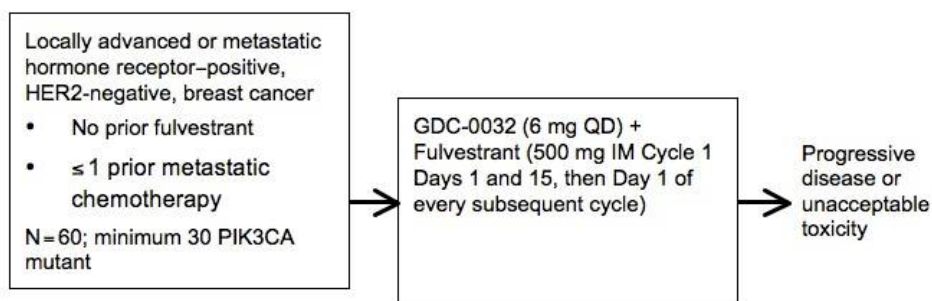 Locally advanced or metastatic
hormone receptor–positive,
HER2-negative, breast cancer
• No prior fulvestrant
• ≤ 1 prior metastatic
chemotherapy
N=60; minimum 30 PIK3CA
mutant
GDC-0032 (6 mg QD) +
Fulvestrant (500 mg IM Cycle 1
Days 1 and 15, then Day 1 of
every subsequent cycle)
Progressive
disease or
unacceptable
toxicity